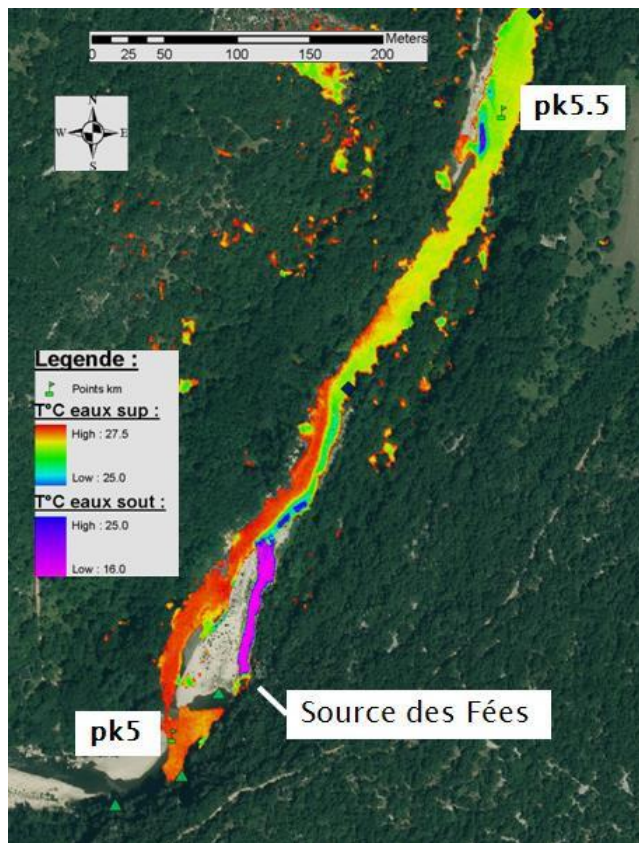 Meters
0 25 50 100 150 200
N
W E
S
pk5.5
Legende :
Points km
T°C eaux sup :
High : 27.5
Low : 25.0
T°C eaux sout :
High : 25.0
Low : 16.0
Source des Fées
pk5